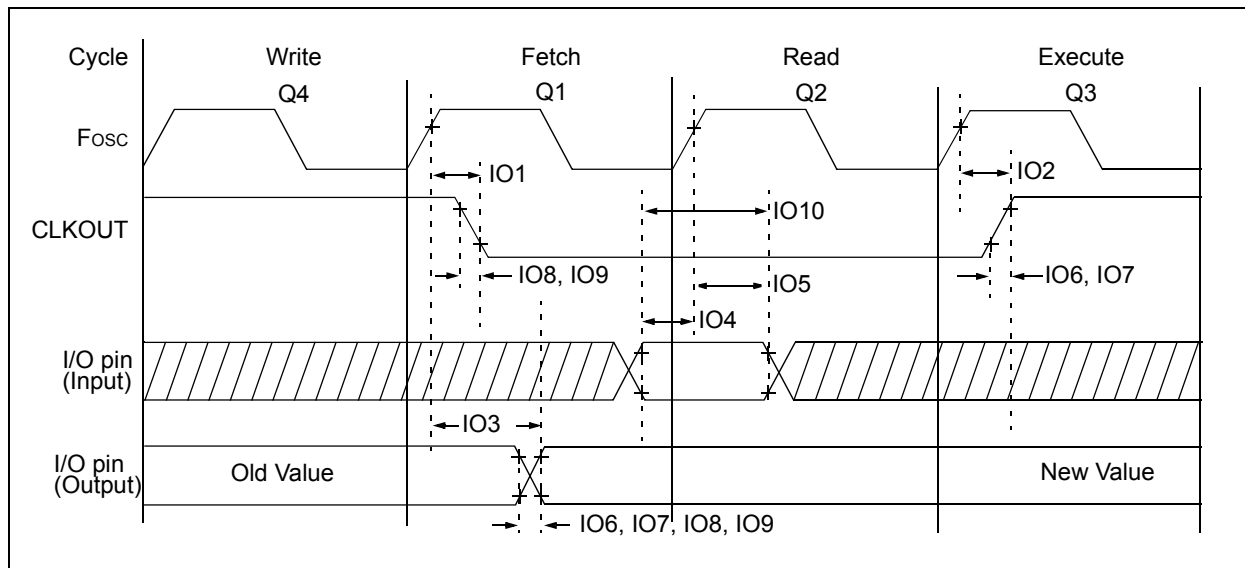 Cycle Write Fetch Read Execute
Q4 Q1 Q2 Q3
FOSC
IO1 IO2
CLKOUT
IO10
IO8, IO9 IO5 IO6, IO7
IO4
I/O pin
(Input)
IO3
I/O pin
(Output)
Old Value New Value
IO6, IO7, IO8, IO9